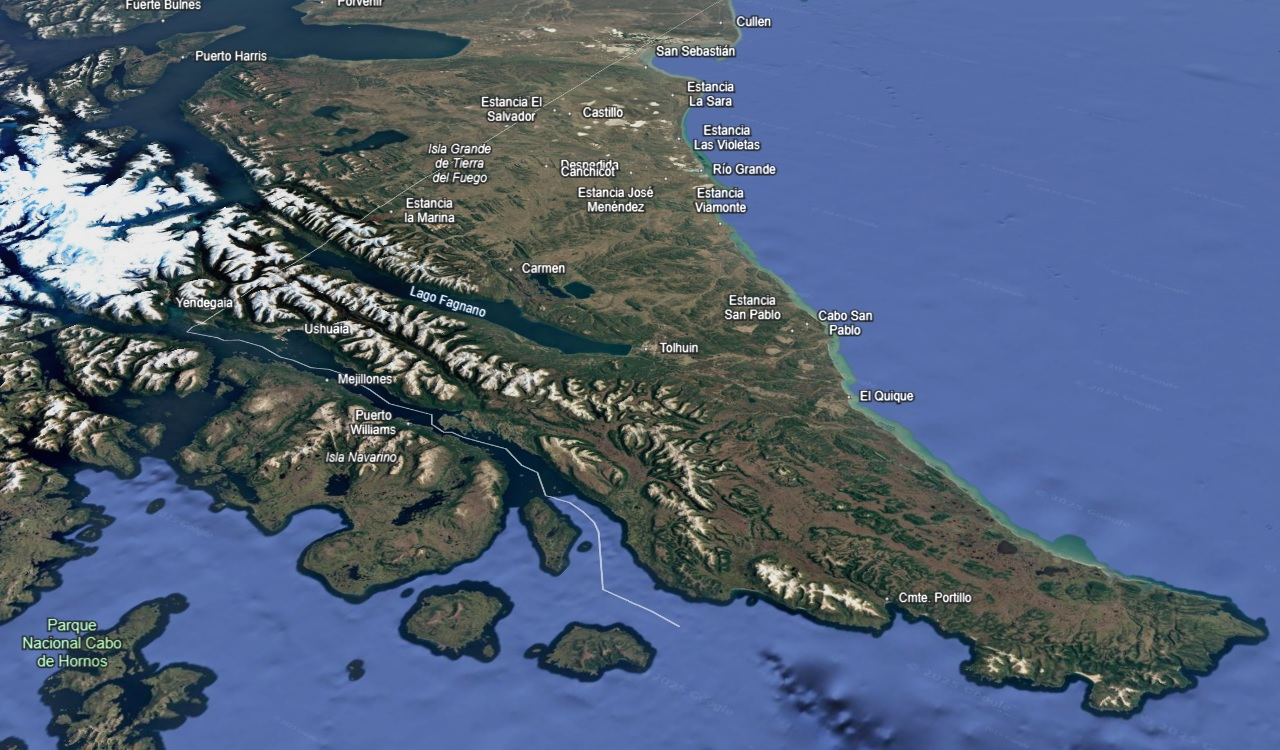 Fuerte Bulnes
Porvenir
Cullen
Puerto Harris
San Sebastián
Estancia
La Sara
Estancia El
Salvador
Castillo
Estancia
Las Violetas
Isla Grande
de Tierra
del Fuego
Despedida
Canchicot
Río Grande
Estancia José
Menéndez
Estancia
Viamonte
Estancia
la Marina
Carmen
Lago Fagnano
Yendegaia
Estancia
San Pablo
Cabo San
Pablo
Ushuaia
Tolhuin
Mejillones
El Quique
Puerto
Williams
Isla Navarino
Cmte. Portillo
Parque
Nacional Cabo
de Hornos